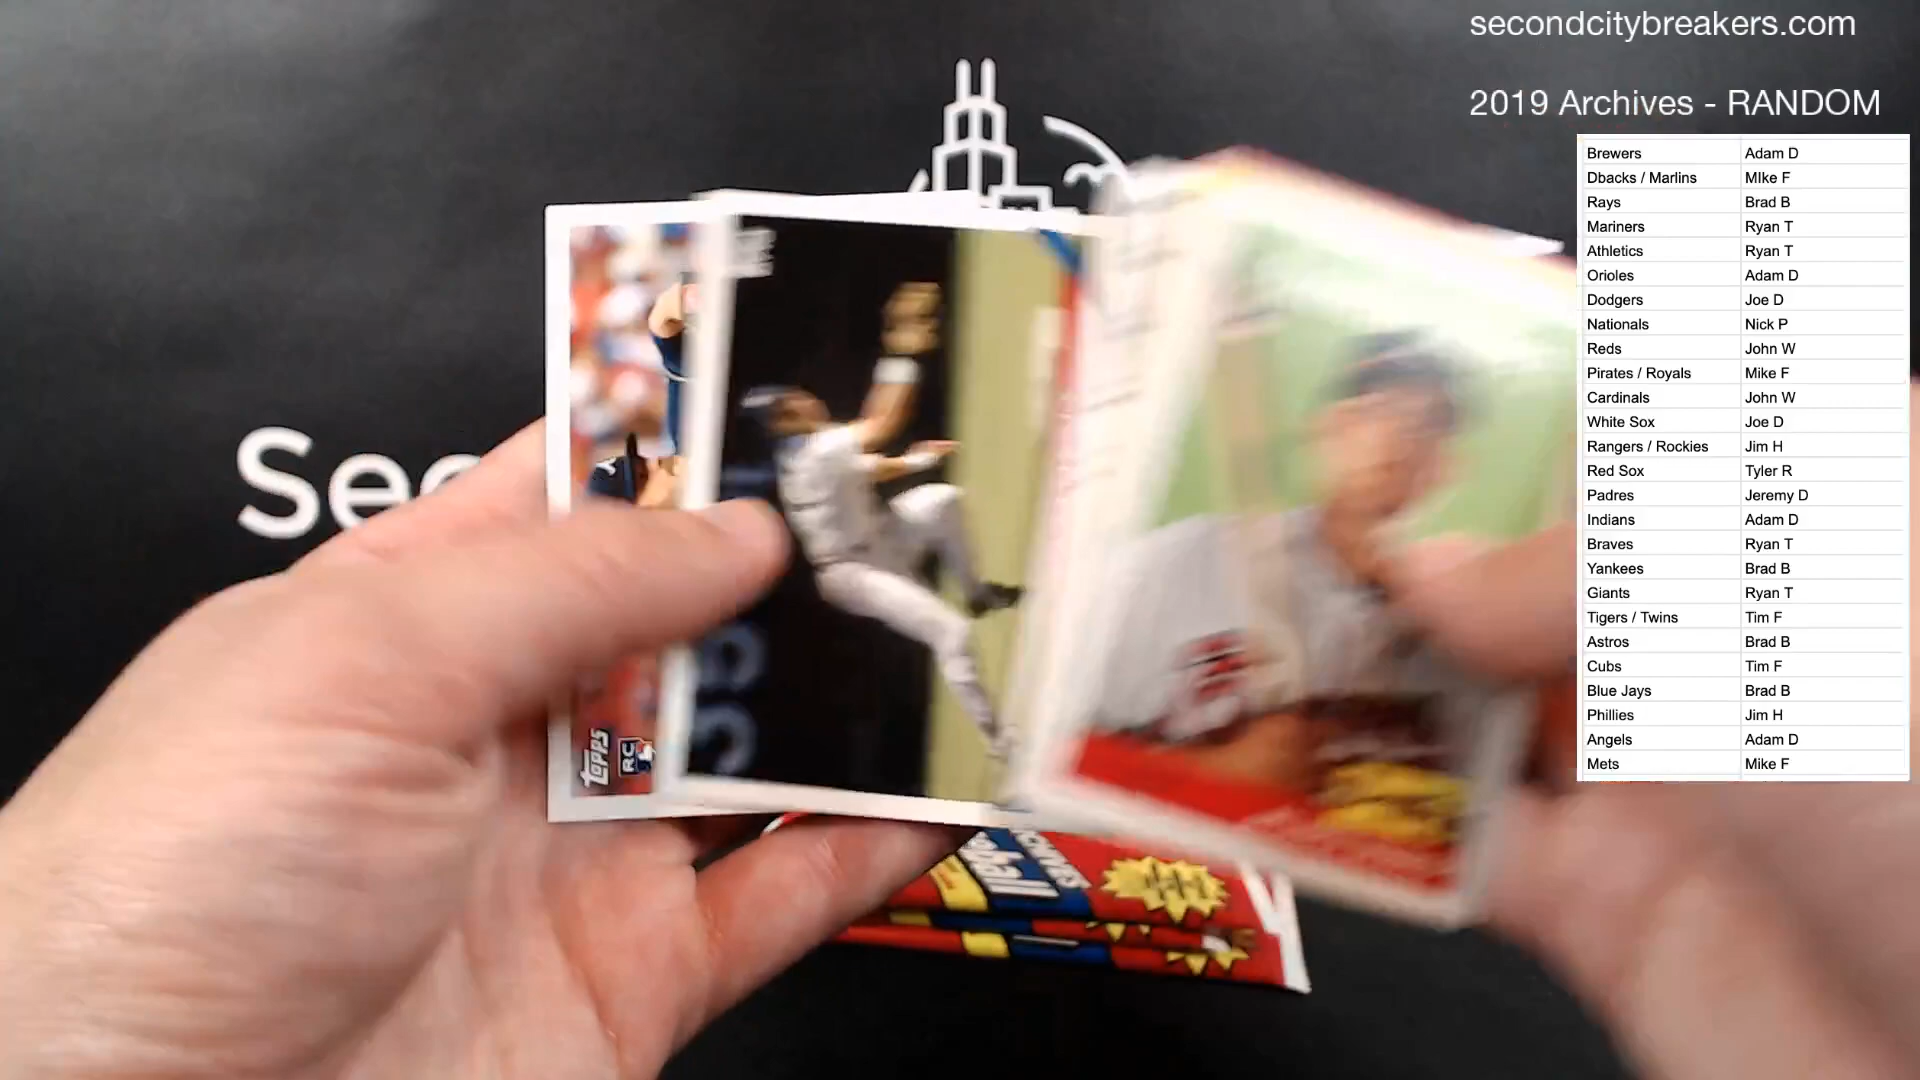 secondcitybreakers.com
2019 Archives - RANDOM
Brewers Adam D
Dbacks / Marlins MIke F
Rays Brad B
Mariners Ryan T
Athletics Ryan T
Orioles Adam D
Dodgers Joe D
Nationals Nick P
Reds John W
Pirates / Royals Mike F
Cardinals John W
White Sox Joe D
Rangers / Rockies Jim H
Red Sox Tyler R
Padres Jeremy D
Indians Adam D
Braves Ryan T
Yankees Brad B
Giants Ryan T
Tigers / Twins Tim F
Astros Brad B
Cubs Tim F
Blue Jays Brad B
Phillies Jim H
Angels Adam D
Mets Mike F
Sec
topps
RC